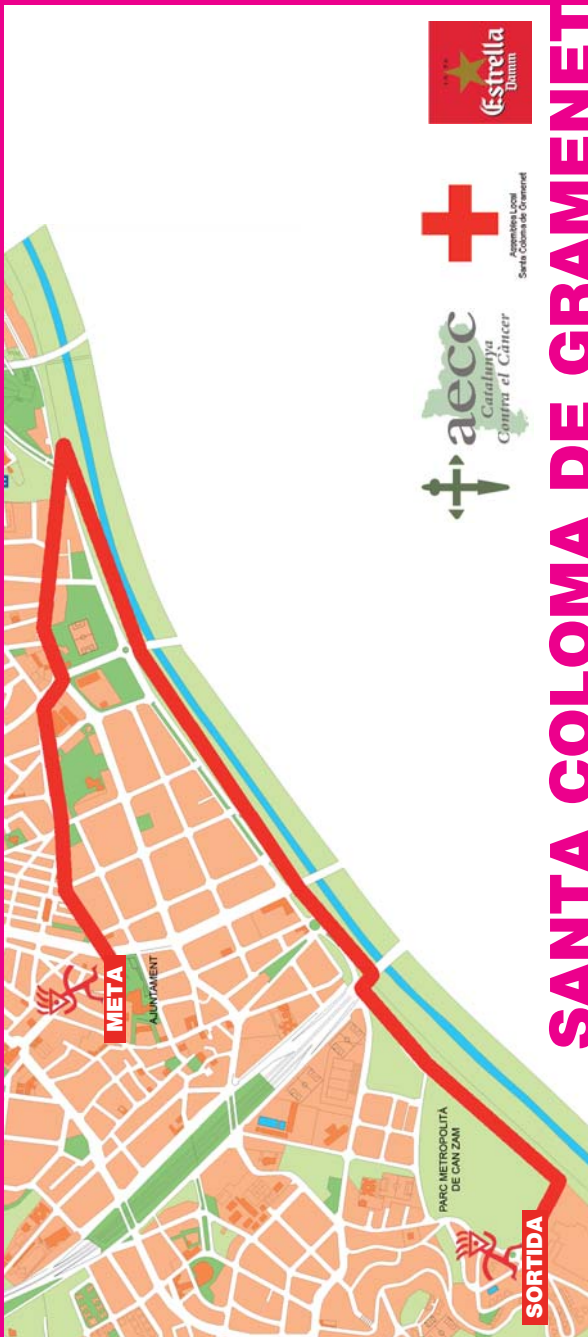 META
AJUNTAMENT
PARC METROPOLITÀ
DE CAN ZAM
SORTIDA
aecc
Catalunya
Contra el Càncer
Assemblea Local
Santa Coloma de Gramenet
Estrella
Damm
SANTA COLOMA DE GRAMENET